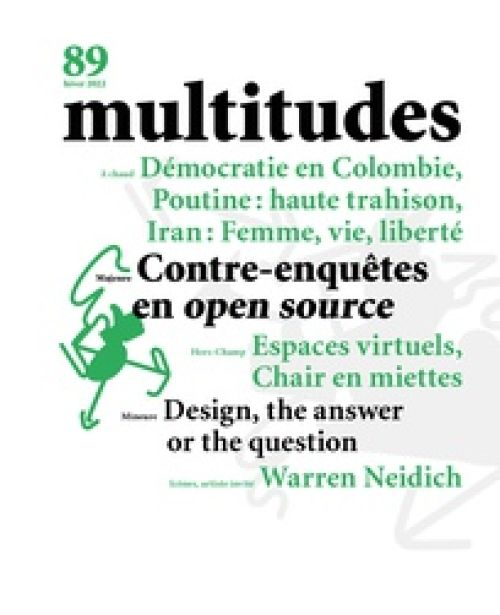 89
hiver 2022
multitudes
À chaud Démocratie en Colombie,
Poutine : haute trahison,
Iran : Femme, vie, liberté
Majeure Contre-enquêtes
en open source
Hors-Champ Espaces virtuels,
Chair en miettes
Mineure Design, the answer
or the question
Icônes, artiste invité Warren Neidich